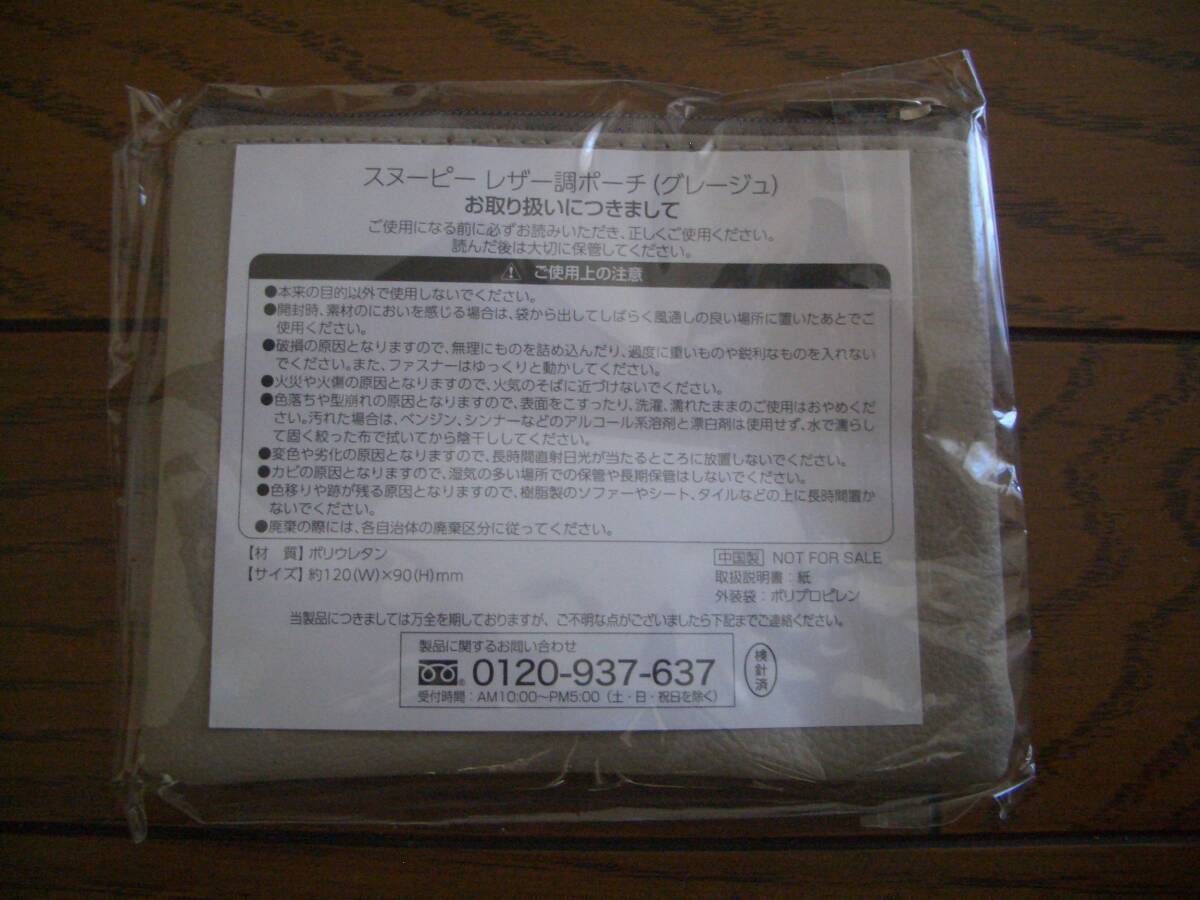 スヌーピー レザー調ポーチ(グレージュ)
お取り扱いにつきまして
ご使用になる前に必ずお読みいただき、正しくご使用ください。
読んだ後は大切に保管してください。
⚠ ご使用上の注意
●本来の目的以外で使用しないでください。
●開封時、素材のにおいを感じる場合は、袋から出してしばらく風通しの良い場所に置いたあとでご
使用ください。
●破損の原因となりますので、無理にものを詰め込んだり、過度に重いものや鋭利なものを入れない
でください。また、ファスナーはゆっくりと動かしてください。
●火災や火傷の原因となりますので、火気のそばに近づけないでください。
●色落ちや型崩れの原因となりますので、表面をこすったり、洗濯、濡れたままのご使用はおやめくだ
さい。汚れた場合は、ベンジン、シンナーなどのアルコール系溶剤と漂白剤は使用せず、水で濡らし
て固く絞った布で拭いてから陰干ししてください。
●変色や劣化の原因となりますので、長時間直射日光が当たるところに放置しないでください。
●カビの原因となりますので、湿気の多い場所での保管や長期保管はしないでください。
●色移りや跡が残る原因となりますので、樹脂製のソファーやシート、タイルなどの上に長時間置か
ないでください。
●廃棄の際には、各自治体の廃棄区分に従ってください。
【材 質】ポリウレタン
【サイズ】約120(W)×90(H)mm
中国製 NOT FOR SALE
取扱説明書:紙
外装袋:ポリプロピレン
当製品につきましては万全を期しておりますが、ご不明な点がございましたら下記までご連絡ください。
製品に関するお問い合わせ
0120-937-637
受付時間:AM10:00~PM5:00(土・日・祝日を除く)
検針済